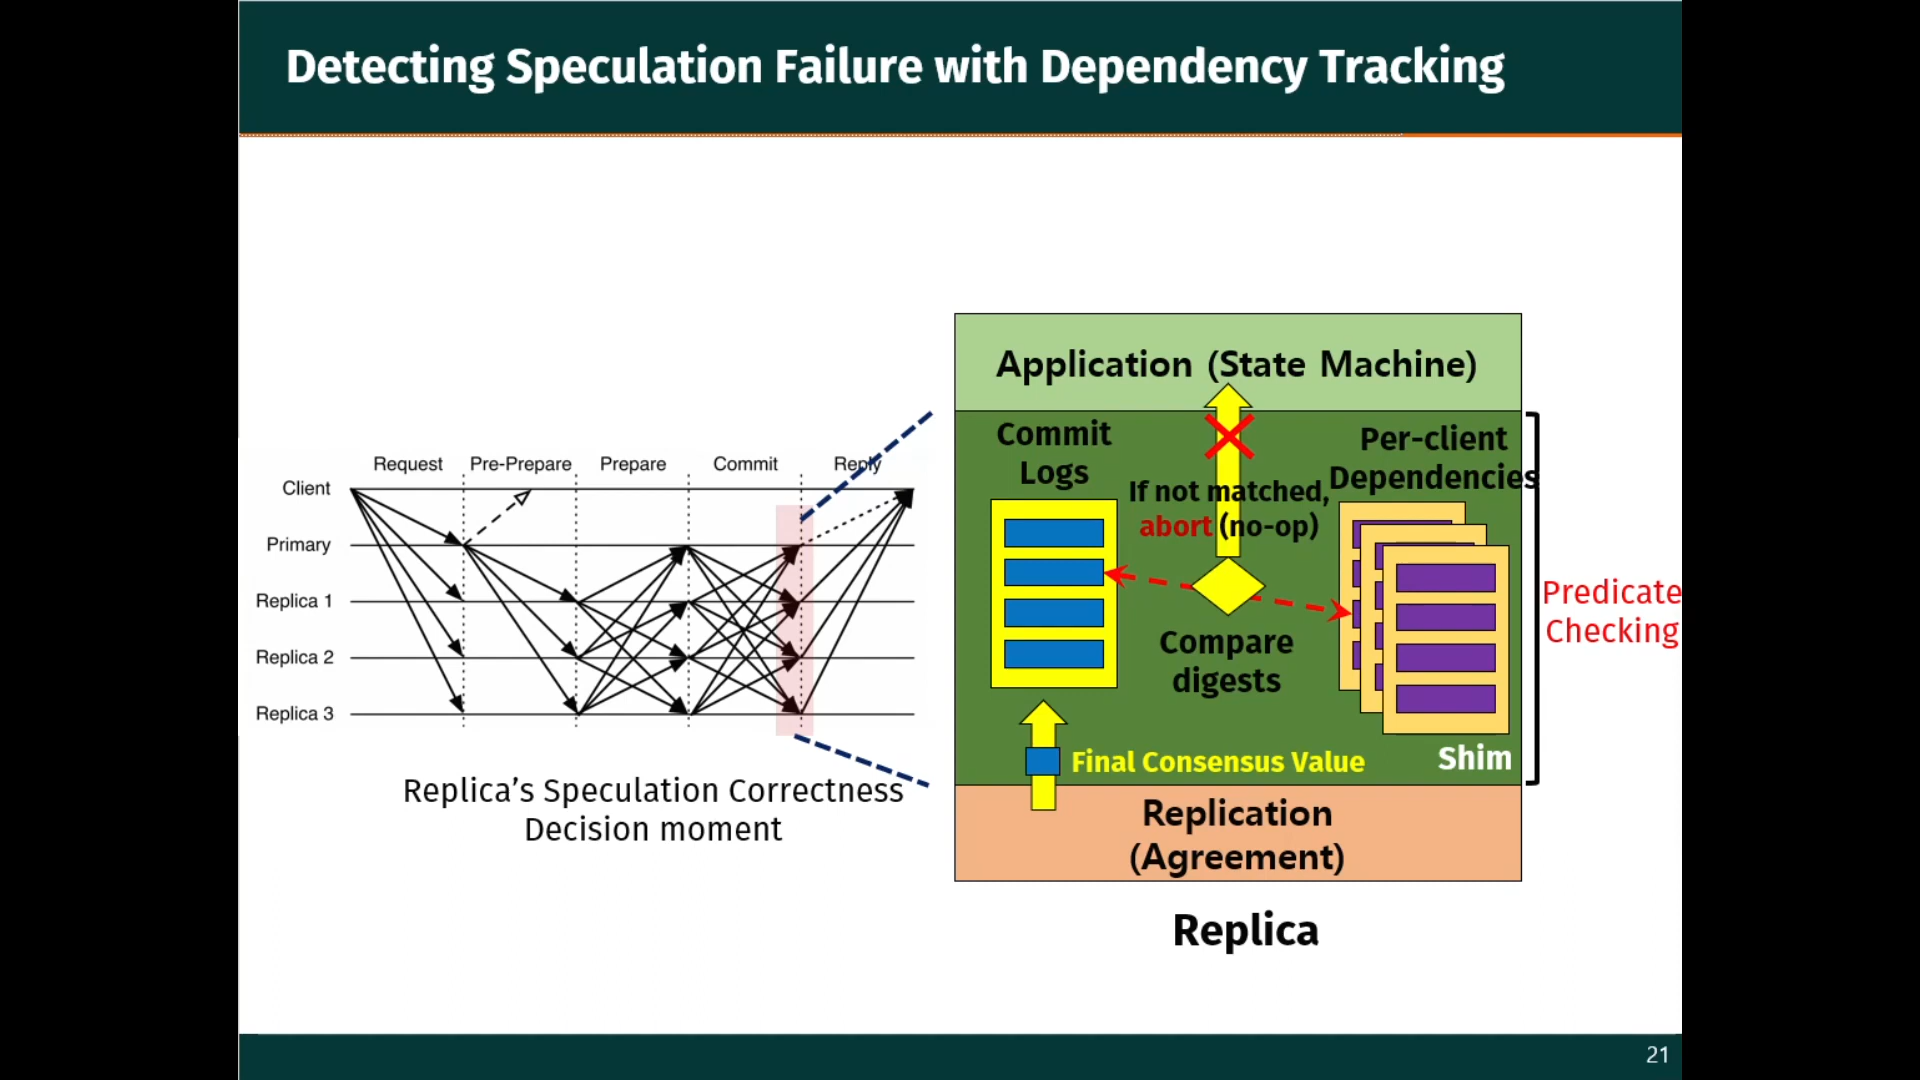 Detecting Speculation Failure with Dependency Tracking
Request Pre-Prepare Prepare Commit Reply
Client
Primary
Replica 1
Replica 2
Replica 3
Replica’s Speculation Correctness
Decision moment
Application (State Machine)
Commit
Logs
If not matched,
abort (no-op)
Per-client
Dependencies
Compare
digests
Final Consensus Value
Shim
Predicate
Checking
Replication
(Agreement)
Replica
21